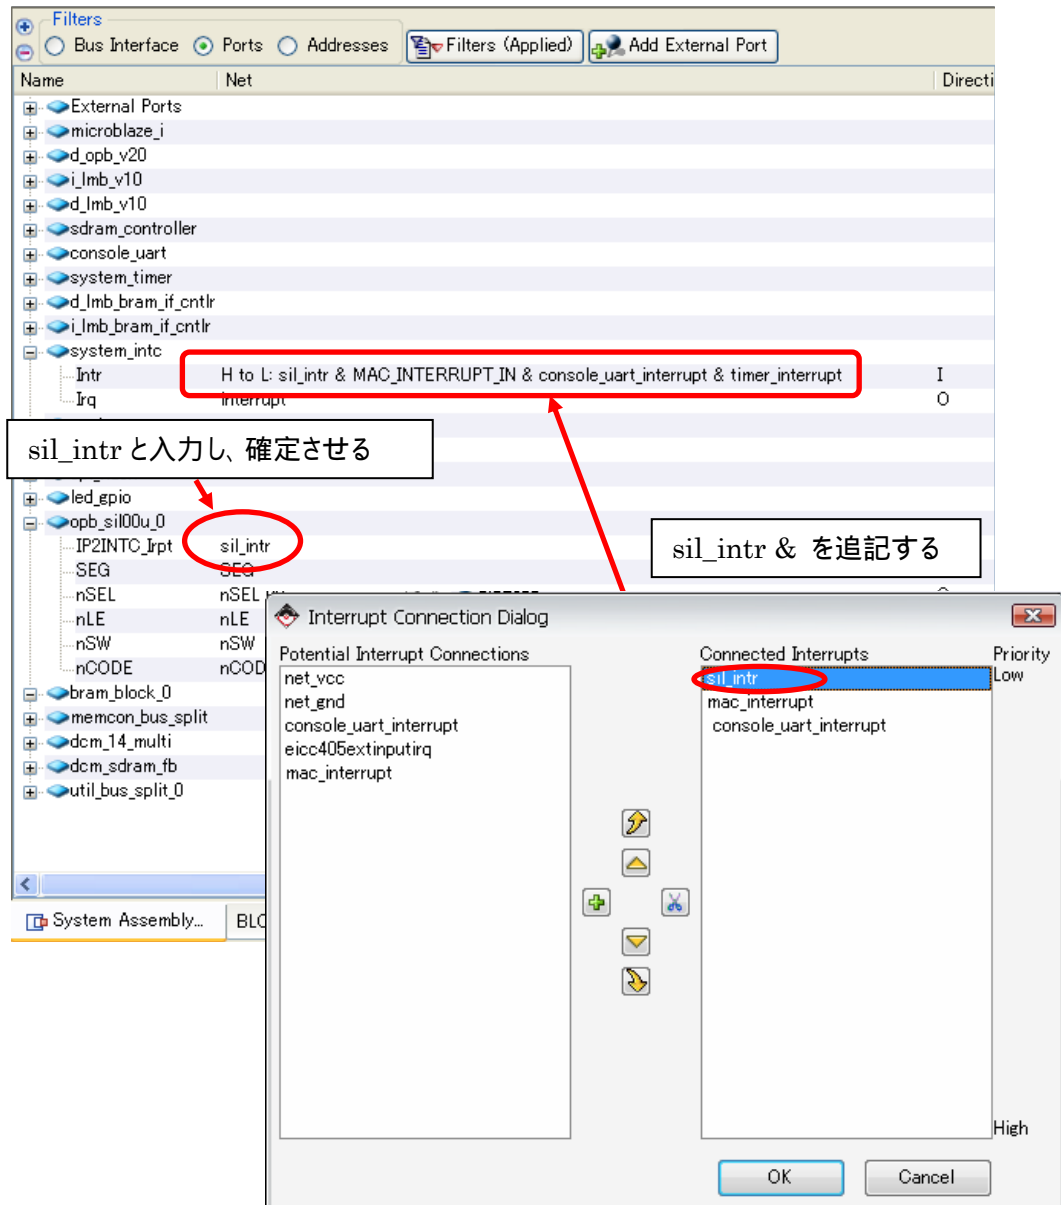 Filters
Bus Interface Ports Addresses Filters (Applied) Add External Port
Name Net Directi
External Ports
microblaze_i
d_opb_v20
i_lmb_v10
d_lmb_v10
sdram_controller
console_uart
system_timer
d_lmb_bram_if_cntlr
i_lmb_bram_if_cntlr
system_intc
Intr H to L: sil_intr & MAC_INTERRUPT_IN & console_uart_interrupt & timer_interrupt I
Irq Interrupt O
sil_intr と入力し、確定させる
led_gpio
opb_sil00u_0
IP2INTC_Irpt sil_intr
sil_intr & を追記する
SEG SEG
nSEL nSEL
nLE nLE
nSW nSW
nCODE nCOD
bram_block_0
memcon_bus_split
dcm_14_multi
dcm_sdram_fb
util_bus_split_0
System Assembly... BLO
Interrupt Connection Dialog
Potential Interrupt Connections
net_vcc
net_gnd
console_uart_interrupt
eicc405extinputirq
mac_interrupt
Connected Interrupts Priority
sil_intr Low
mac_interrupt
console_uart_interrupt
High
OK Cancel